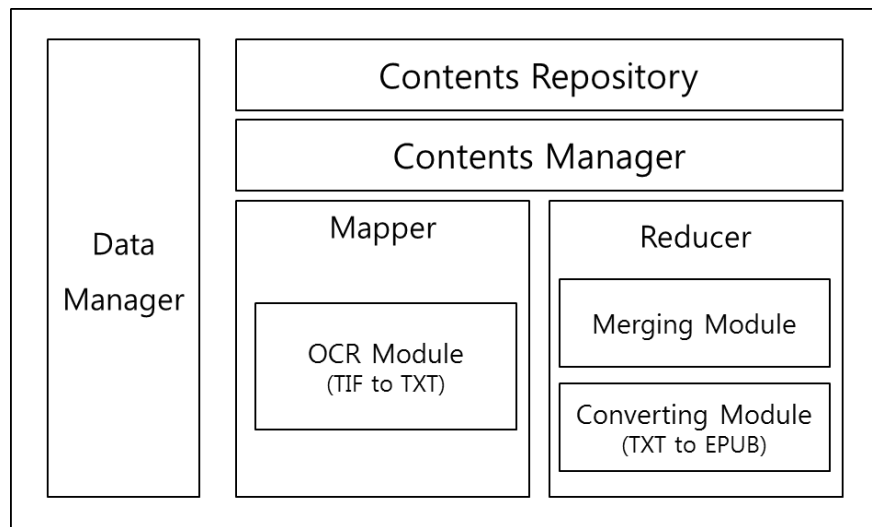 Data
Manager
Contents Repository
Contents Manager
Mapper
OCR Module
(TIF to TXT)
Reducer
Merging Module
Converting Module
(TXT to EPUB)